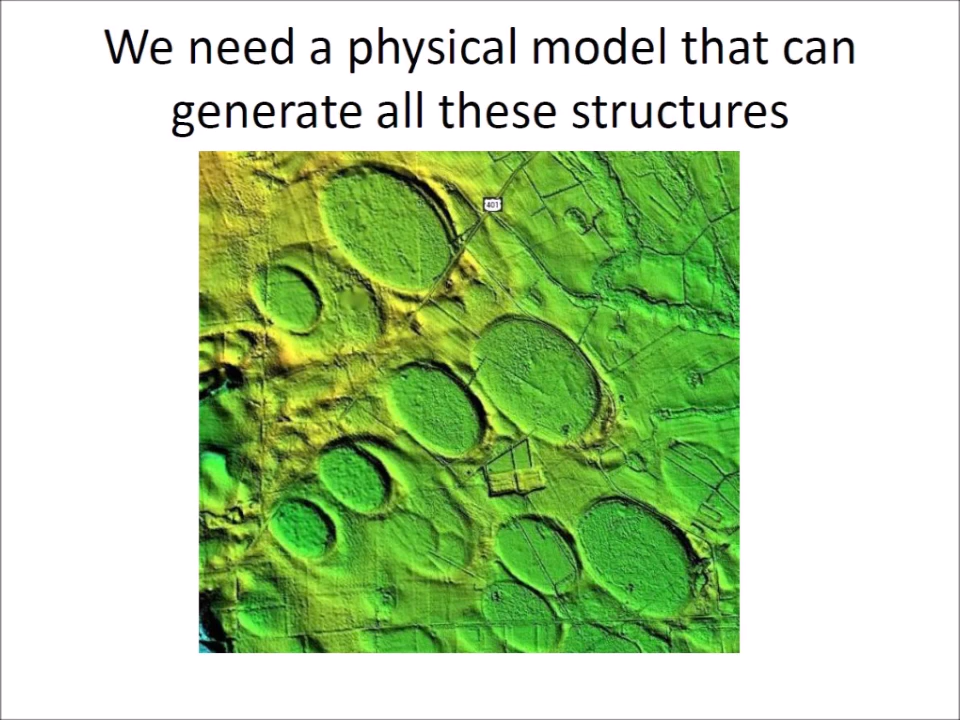 We need a physical model that can
generate all these structures
401